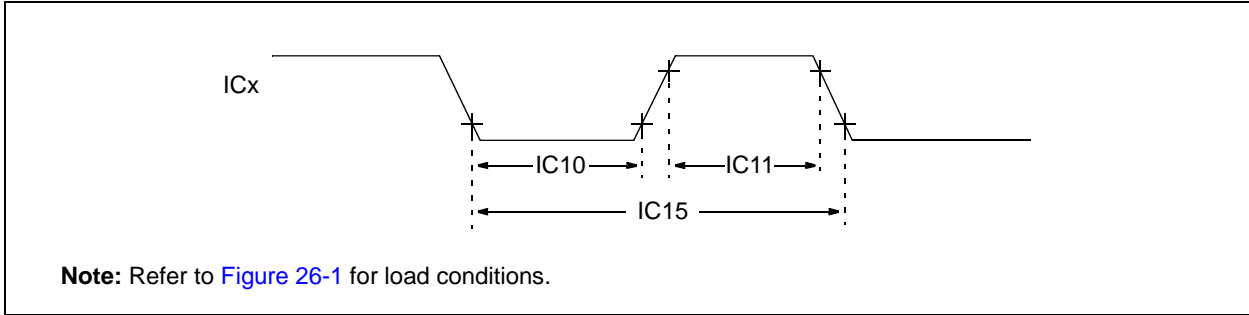 ICx
IC10
IC11
IC15
Note: Refer to Figure 26-1 for load conditions.